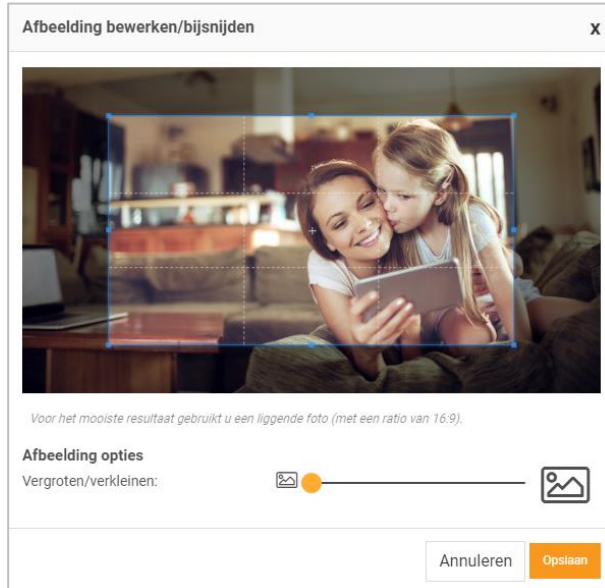 Afbeelding bewerken/bijsnijden
x
Voor het mooiste resultaat gebruikt u een liggende foto (met een ratio van 16:9).
Afbeelding opties
Vergroten/verkleinen:
Annuleren
Opslaan